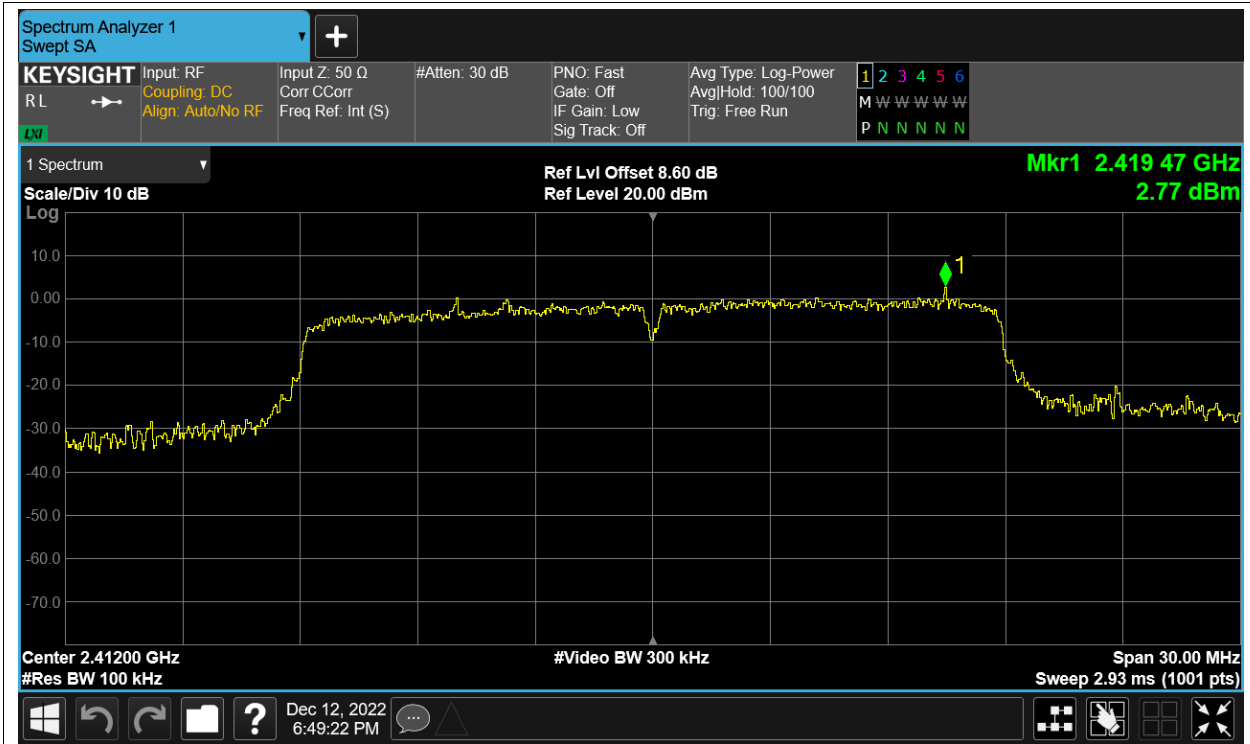 Spectrum Analyzer 1
Swept SA
KEYSIGHT
R L
LXI
Input: RF
Coupling: DC
Align: Auto/No RF
Input Z: 50 Ω
Corr CCorr
Freq Ref: Int (S)
#Atten: 30 dB
PNO: Fast
Gate: Off
IF Gain: Low
Sig Track: Off
Avg Type: Log-Power
Avg|Hold: 100/100
Trig: Free Run
1 2 3 4 5 6
M W W W W W
P N N N N N N
1 Spectrum
Scale/Div 10 dB
Ref Lvl Offset 8.60 dB
Ref Level 20.00 dBm
Mkr1 2.419 47 GHz
2.77 dBm
Log
10.0
0.00
-10.0
-20.0
-30.0
-40.0
-50.0
-60.0
-70.0
1
Center 2.41200 GHz
#Res BW 100 kHz
#Video BW 300 kHz
Span 30.00 MHz
Sweep 2.93 ms (1001 pts)
?
Dec 12, 2022
6:49:22 PM